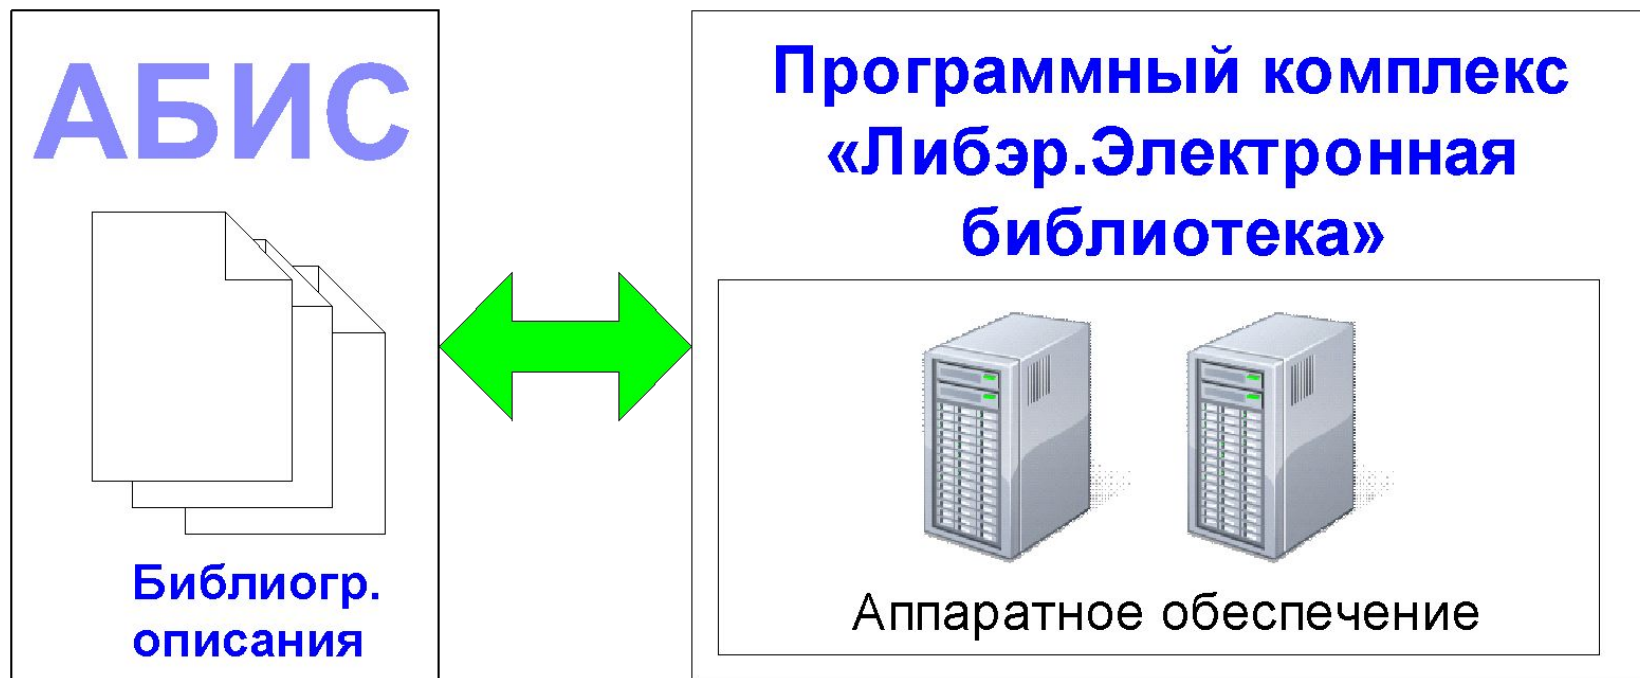 АБИС
Библиогр.
описания
Программный комплекс
«Либэр.Электронная
библиотека»
Аппаратное обеспечение